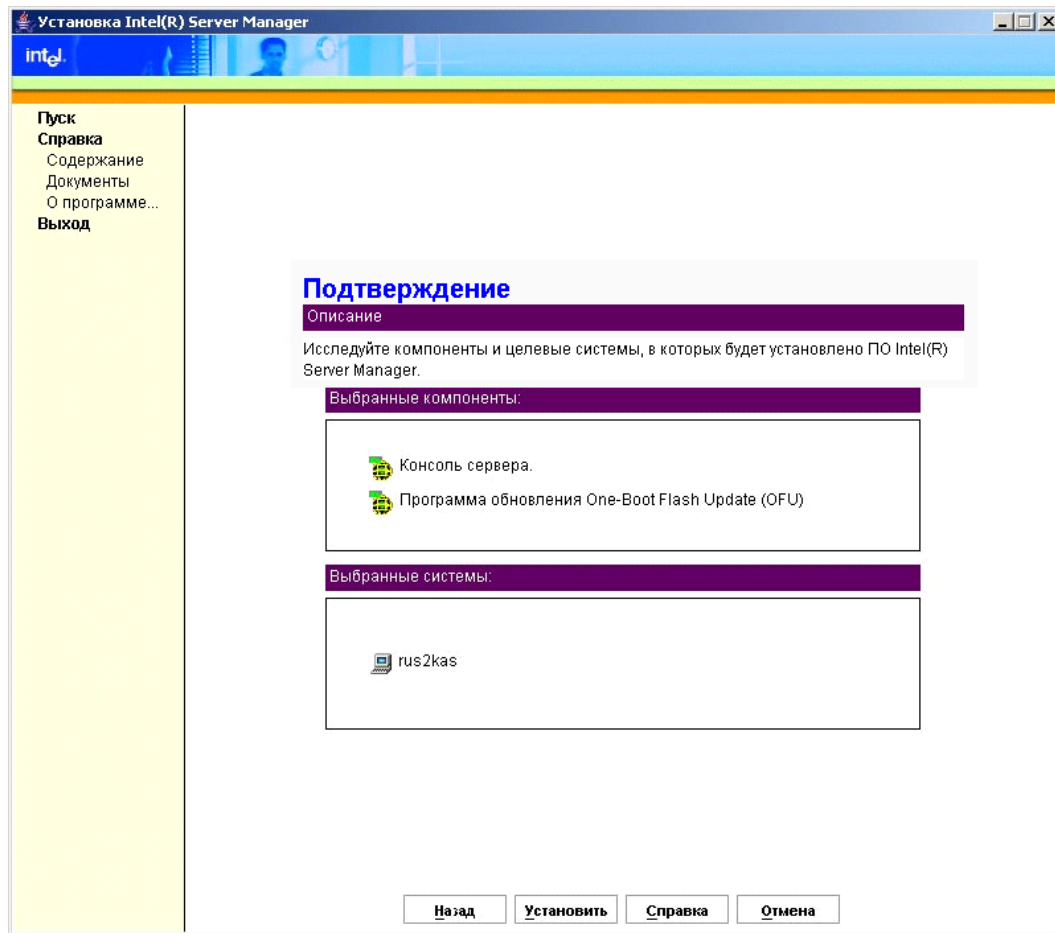 Установка Intel(R) Server Manager
intel.
Пуск
Справка
Содержание
Документы
О программе...
Выход
Подтверждение
Описание
Исследуйте компоненты и целевые системы, в которых будет установлено ПО Intel(R)
Server Manager.
Выбранные компоненты:
Консоль сервера.
Программа обновления One-Boot Flash Update (OFU)
Выбранные системы:
rus2kas
Назад
Установить
Справка
Отмена